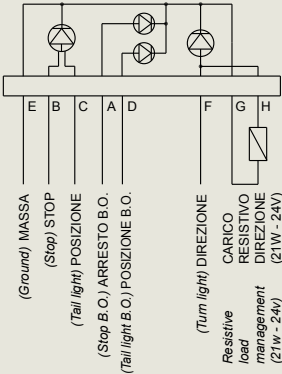 E B C A D F G H
(Ground) MASSA
(Stop) STOP
(Tail light) POSIZIONE
(Stop B.O.) ARRESTO B.O.
(Tail light B.O.) POSIZIONE B.O.
(Turn light) DIREZIONE
CARICO
RESISTIVO
DIREZIONE
(21W - 24V)
Resistive
load
management
(21w - 24v)